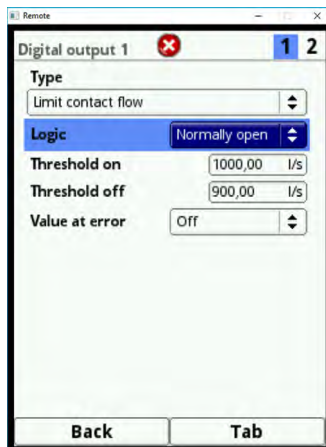 Remote
Digital output 1 1 2
Type
Limit contact flow
Logic Normally open
Threshold on 1000,00 l/s
Threshold off 900,00 l/s
Value at error Off
Back Tab